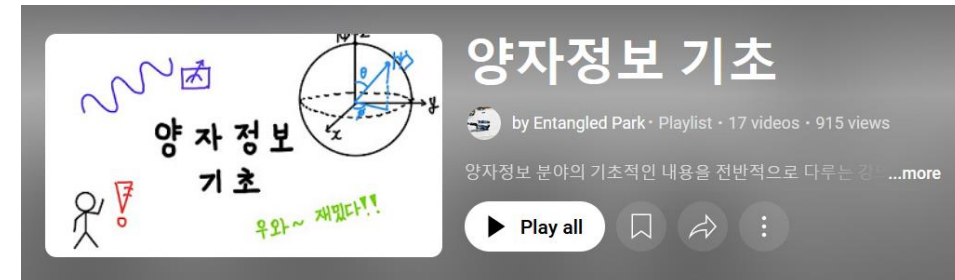 양자정보
기초
우와~ 재밌다!!
θ
y
x
양자정보 기초
by Entangled Park · Playlist · 17 videos · 915 views
양자정보 분야의 기초적인 내용을 전반적으로 다루는 ...more
Play all